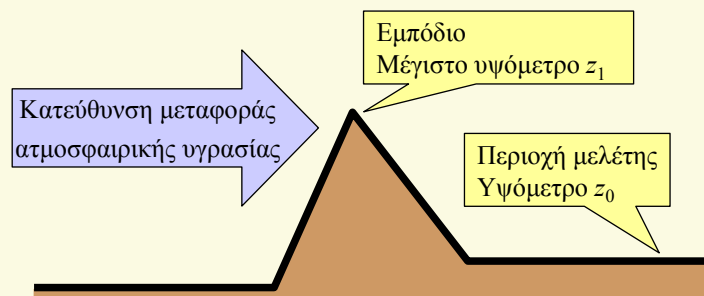 Εμπόδιο
Μέγιστο υψόμετρο z1
Κατεύθυνση μεταφοράς
ατμοσφαιρικής υγρασίας
Περιοχή μελέτης
Υψόμετρο z0